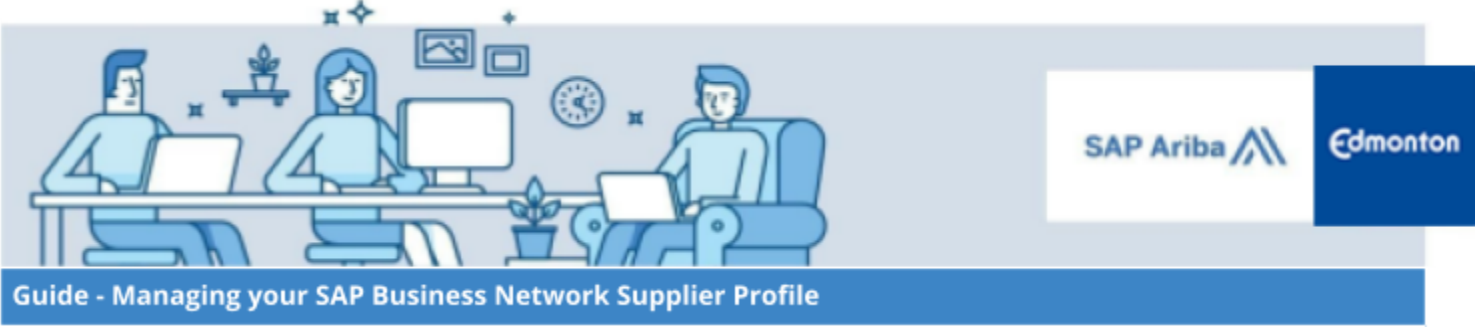 SAP Ariba
Edmonton
Guide - Managing your SAP Business Network Supplier Profile